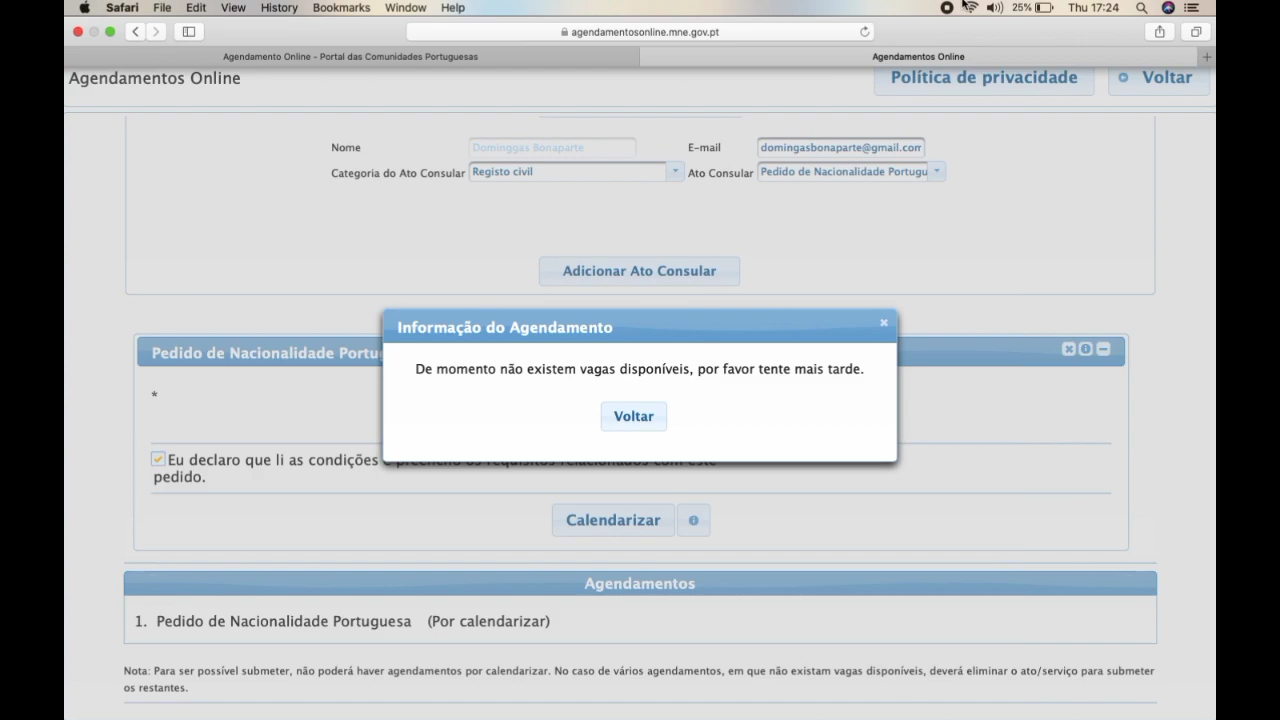 Safari File Edit View History Bookmarks Window Help 25% Thu 17:24
agendamentosonline.mne.gov.pt
Agendamento Online - Portal das Comunidades Portuguesas Agendamentos Online
Agendamentos Online Política de privacidade Voltar
Nome Dominggas Bonaparte E-mail domingasbonaparte@gmail.com
Categoria do Ato Consular Registo civil Ato Consular Pedido de Nacionalidade Portugu
Adicionar Ato Consular
Informação do Agendamento
Pedido de Nacionalidade Portug
De momento não existem vagas disponíveis, por favor tente mais tarde.
*
Voltar
Eu declaro que li as condições e preencho os requisitos relacionados com este
pedido.
Calendarizar
Agendamentos
1. Pedido de Nacionalidade Portuguesa (Por calendarizar)
Nota: Para ser possível submeter, não poderá haver agendamentos por calendarizar. No caso de vários agendamentos, em que não existam vagas disponíveis, deverá eliminar o ato/serviço para submeter
os restantes.